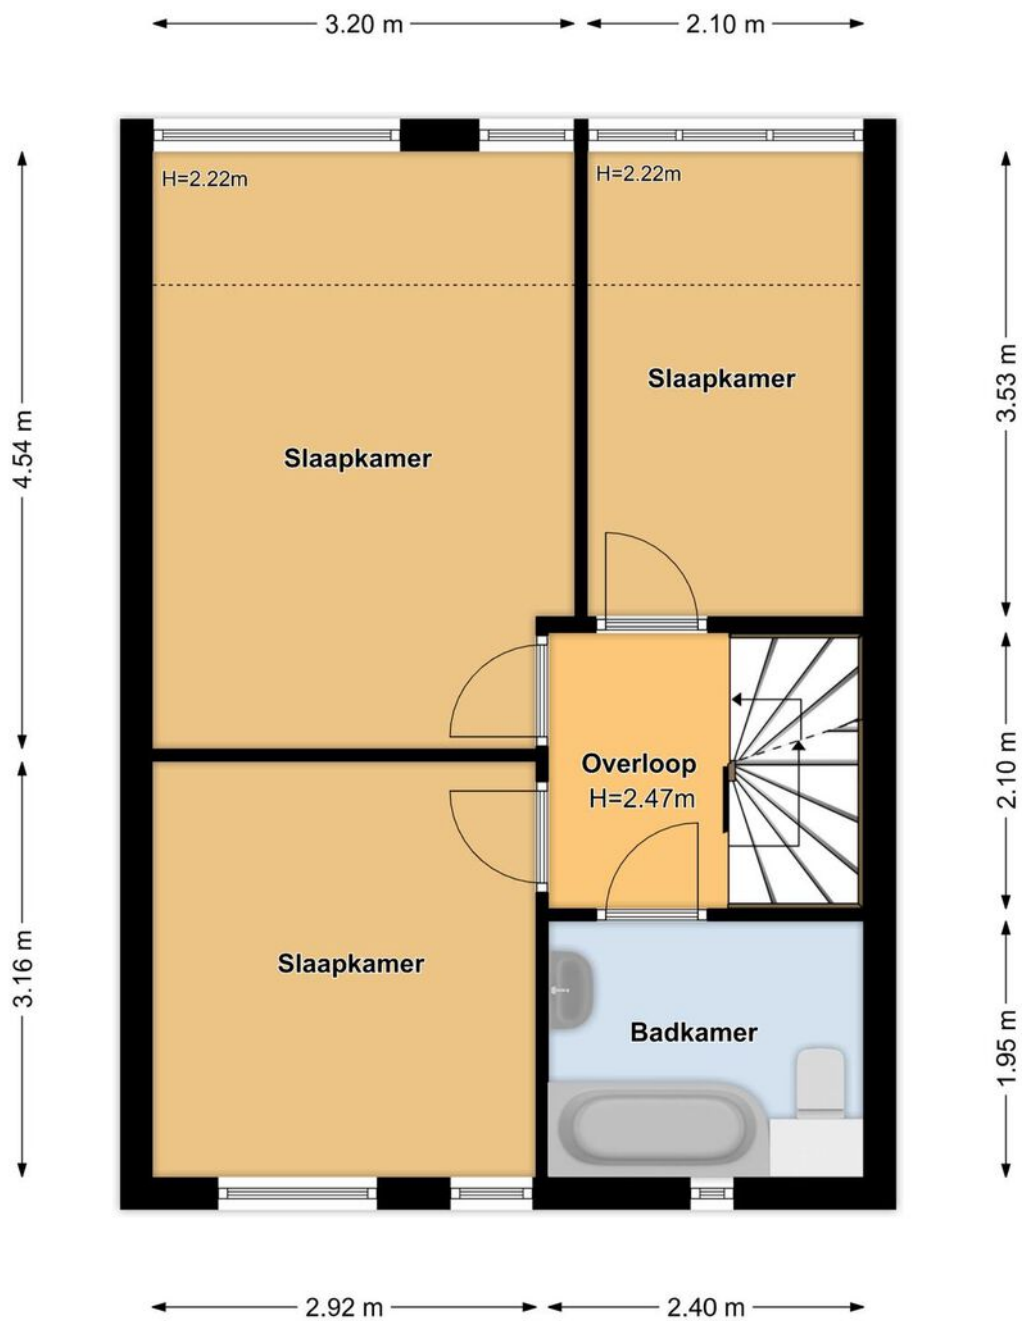 3.20 m
2.10 m
H=2.22m
H=2.22m
Slaapkamer
3.53 m
4.54 m
Slaapkamer
Overloop
H=2.47m
2.10 m
Slaapkamer
3.16 m
Badkamer
1.95 m
2.92 m
2.40 m